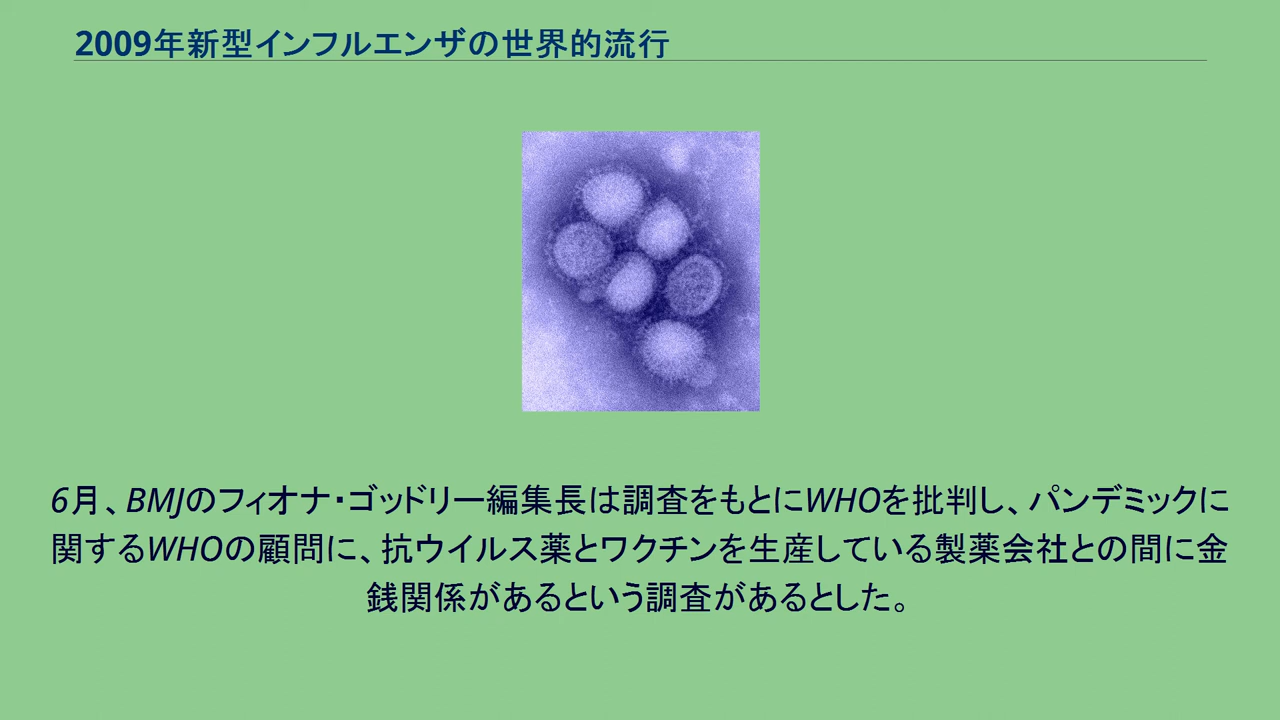 2009年新型インフルエンザの世界的流行
6月、BMJのフィオナ・ゴッドリー編集長は調査をもとにWHOを批判し、パンデミックに
関するWHOの顧問に、抗ウイルス薬とワクチンを生産している製薬会社との間に金
銭関係があるという調査があるとした。